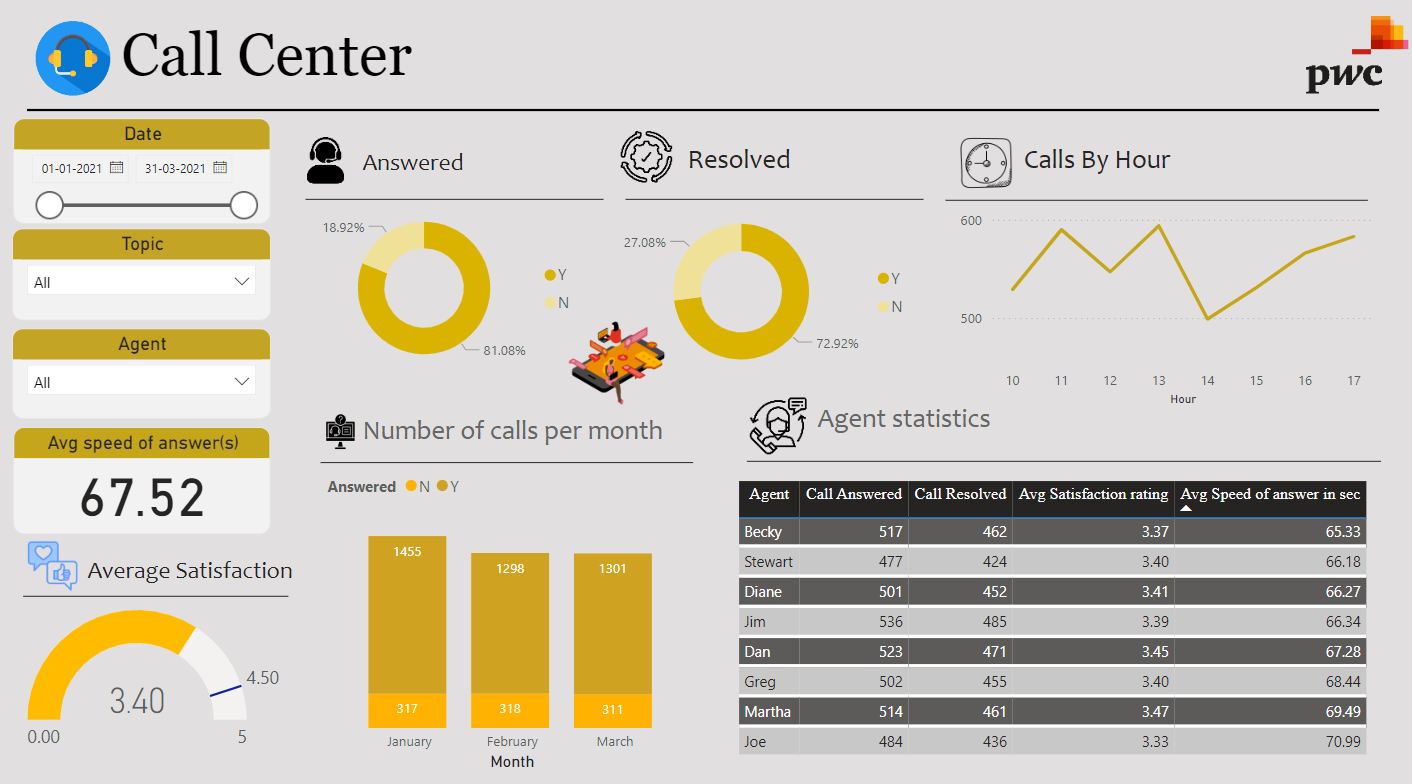 Call Center
pwc
Date
01-01-2021 31-03-2021
Topic
All
Agent
All
Avg speed of answer(s)
67.52
Average Satisfaction
3.40
4.50
0.00 5
Answered
18.92%
81.08%
Y
N
Resolved
27.08%
72.92%
Y
N
Calls By Hour
600
500
10 11 12 13 14 15 16 17
Hour
Number of calls per month
Answered N Y
1455 1298 1301
317 318 311
January February March
Month
Agent statistics
Agent Call Answered Call Resolved Avg Satisfaction rating Avg Speed of answer in sec
Becky 517 462 3.37 65.33
Stewart 477 424 3.40 66.18
Diane 501 452 3.41 66.27
Jim 536 485 3.39 66.34
Dan 523 471 3.45 67.28
Greg 502 455 3.40 68.44
Martha 514 461 3.47 69.49
Joe 484 436 3.33 70.99